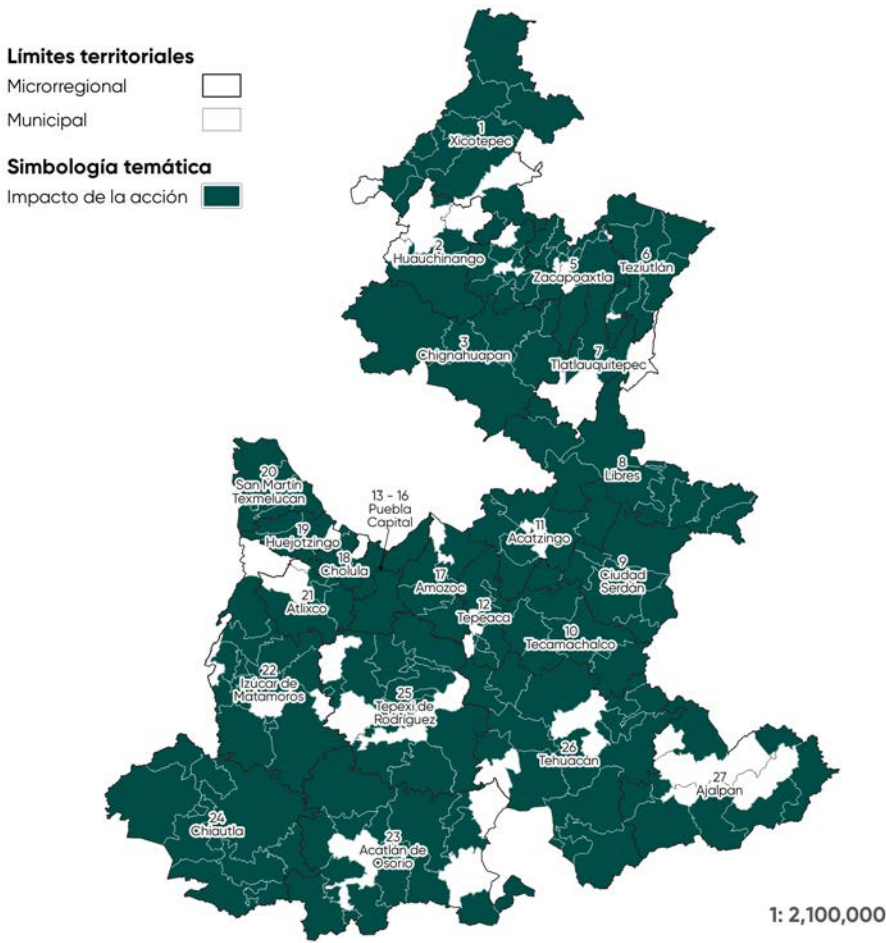 Límites territoriales
Microrregional
Municipal
Simbología temática
Impacto de la acción
1
Xicotepec
2
Huauchinango
6
Teziutlán
5
Zacapoaxtla
3
Chignahuapan
7
Tlatlauquitepec
8
Libres
20
San Martín
Texmelucan
13 - 16
Puebla
Capital
19
Huejotzingo
18
Cholula
11
Acatzingo
17
Amozoc
9
Ciudad
Serdán
21
Atlixco
12
Tepeaca
10
Tecamachalco
22
Izúcar de
Matamoros
25
Tepexi de
Rodríguez
26
Tehuacán
27
Ajalpan
24
Chiautla
23
Acatlán de
Osorio
1: 2,100,000